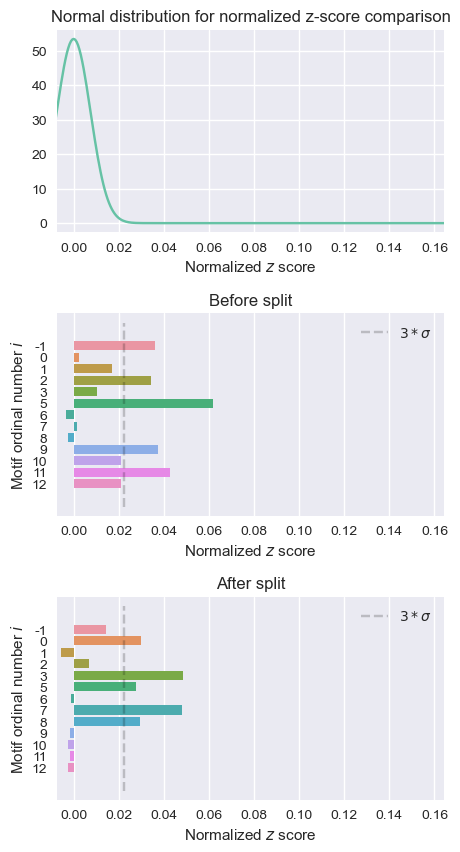 Normal distribution for normalized z-score comparison
50
40
30
20
10
0
0.00 0.02 0.04 0.06 0.08 0.10 0.12 0.14 0.16
Normalized z score
Before split
Motif ordinal number i
-1
0
1
2
3
5
6
7
8
9
10
11
12
3 * σ
0.00 0.02 0.04 0.06 0.08 0.10 0.12 0.14 0.16
Normalized z score
After split
Motif ordinal number i
-1
0
1
2
3
5
6
7
8
9
10
11
12
3 * σ
0.00 0.02 0.04 0.06 0.08 0.10 0.12 0.14 0.16
Normalized z score